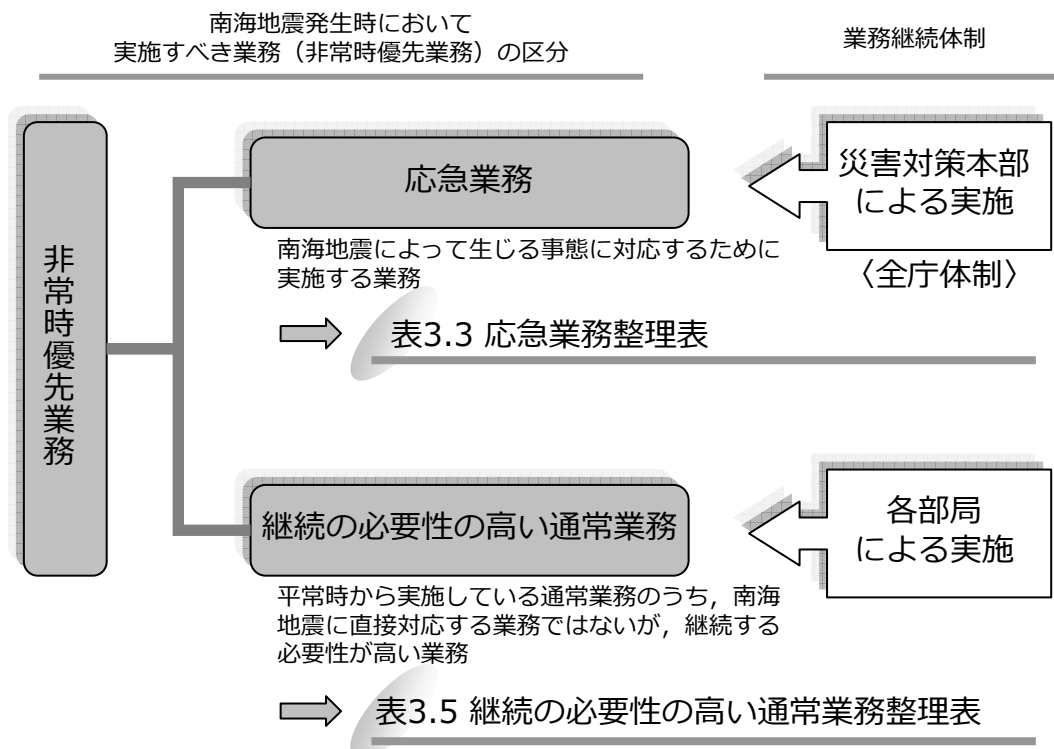 南海地震発生時において
実施すべき業務（非常時優先業務）の区分
業務継続体制
非常時優先業務
応急業務
災害対策本部
による実施
〈全庁体制〉
南海地震によって生じる事態に対応するために
実施する業務
表3.3 応急業務整理表
継続の必要性の高い通常業務
各部局
による実施
平常時から実施している通常業務のうち，南海
地震に直接対応する業務ではないが，継続する
必要性が高い業務
表3.5 継続の必要性の高い通常業務整理表